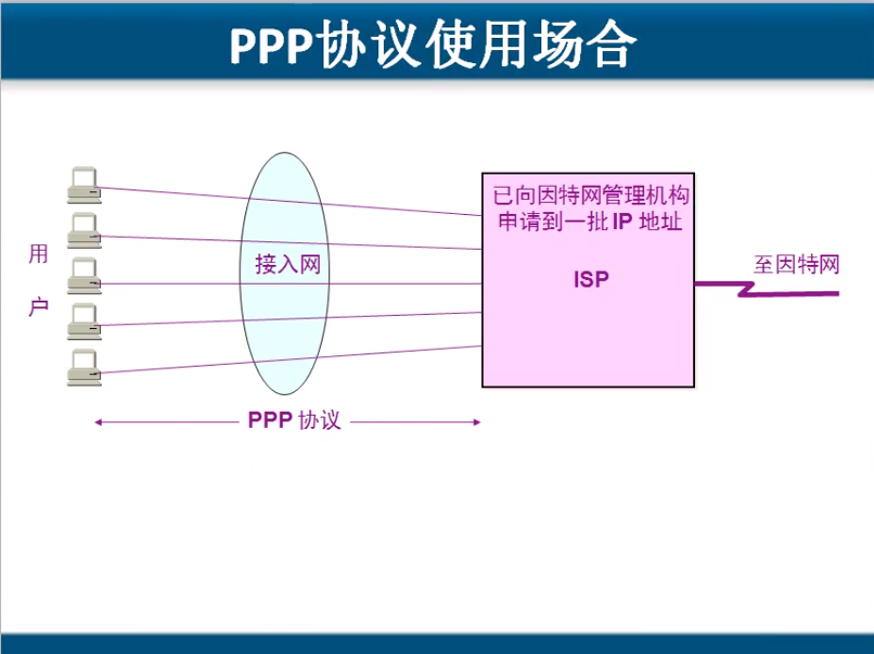 PPP协议使用场合
用
户
接入网
已向因特网管理机构
申请到一批 IP 地址
ISP
至因特网
PPP 协议